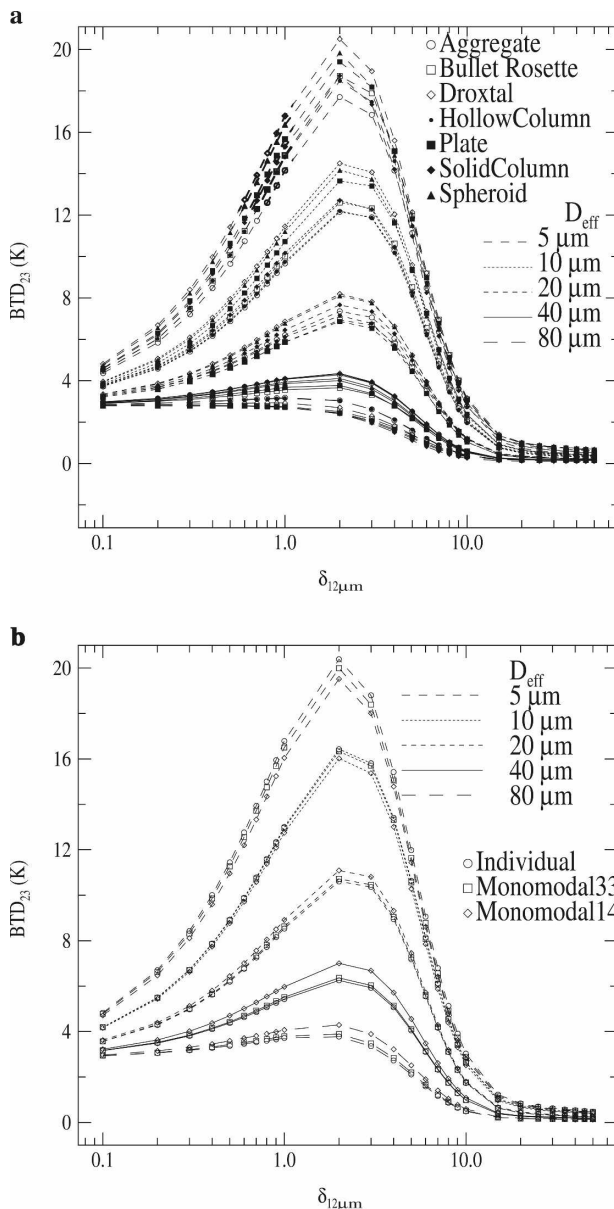 a
20
16
12
8
4
0
BTD23 (K)
Aggregate
Bullet Rosette
Droxtal
HollowColumn
Plate
SolidColumn
Spheroid
Deff
5 μm
10 μm
20 μm
40 μm
80 μm
0.1
1.0
10.0
δ12μm
b
20
16
12
8
4
0
BTD23 (K)
Deff
5 μm
10 μm
20 μm
40 μm
80 μm
Individual
Monomodal33
Monomodal14
0.1
1.0
10.0
δ12μm